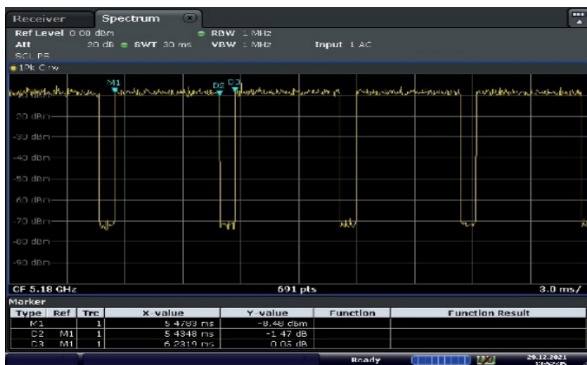 Receiver Spectrum
Ref Level 0.00 dBm RBW 1 MHz
Att 20 dB SWT 30 ms VBW 1 MHz Input 1 AC
SGL PS
1Pk Clrw
M1 D2 D3
-20 dBm
-30 dBm
-40 dBm
-50 dBm
-60 dBm
-70 dBm
-80 dBm
-90 dBm
CF 5.18 GHz 691 pts 3.0 ms/
Marker
Type Ref Trc X-value Y-value Function Function Result
M1 1 5.4783 ms -8.48 dBm
D2 M1 1 5.4348 ms -1.47 dB
D3 M1 1 6.2319 ms 0.05 dB
Ready 29.12.2021